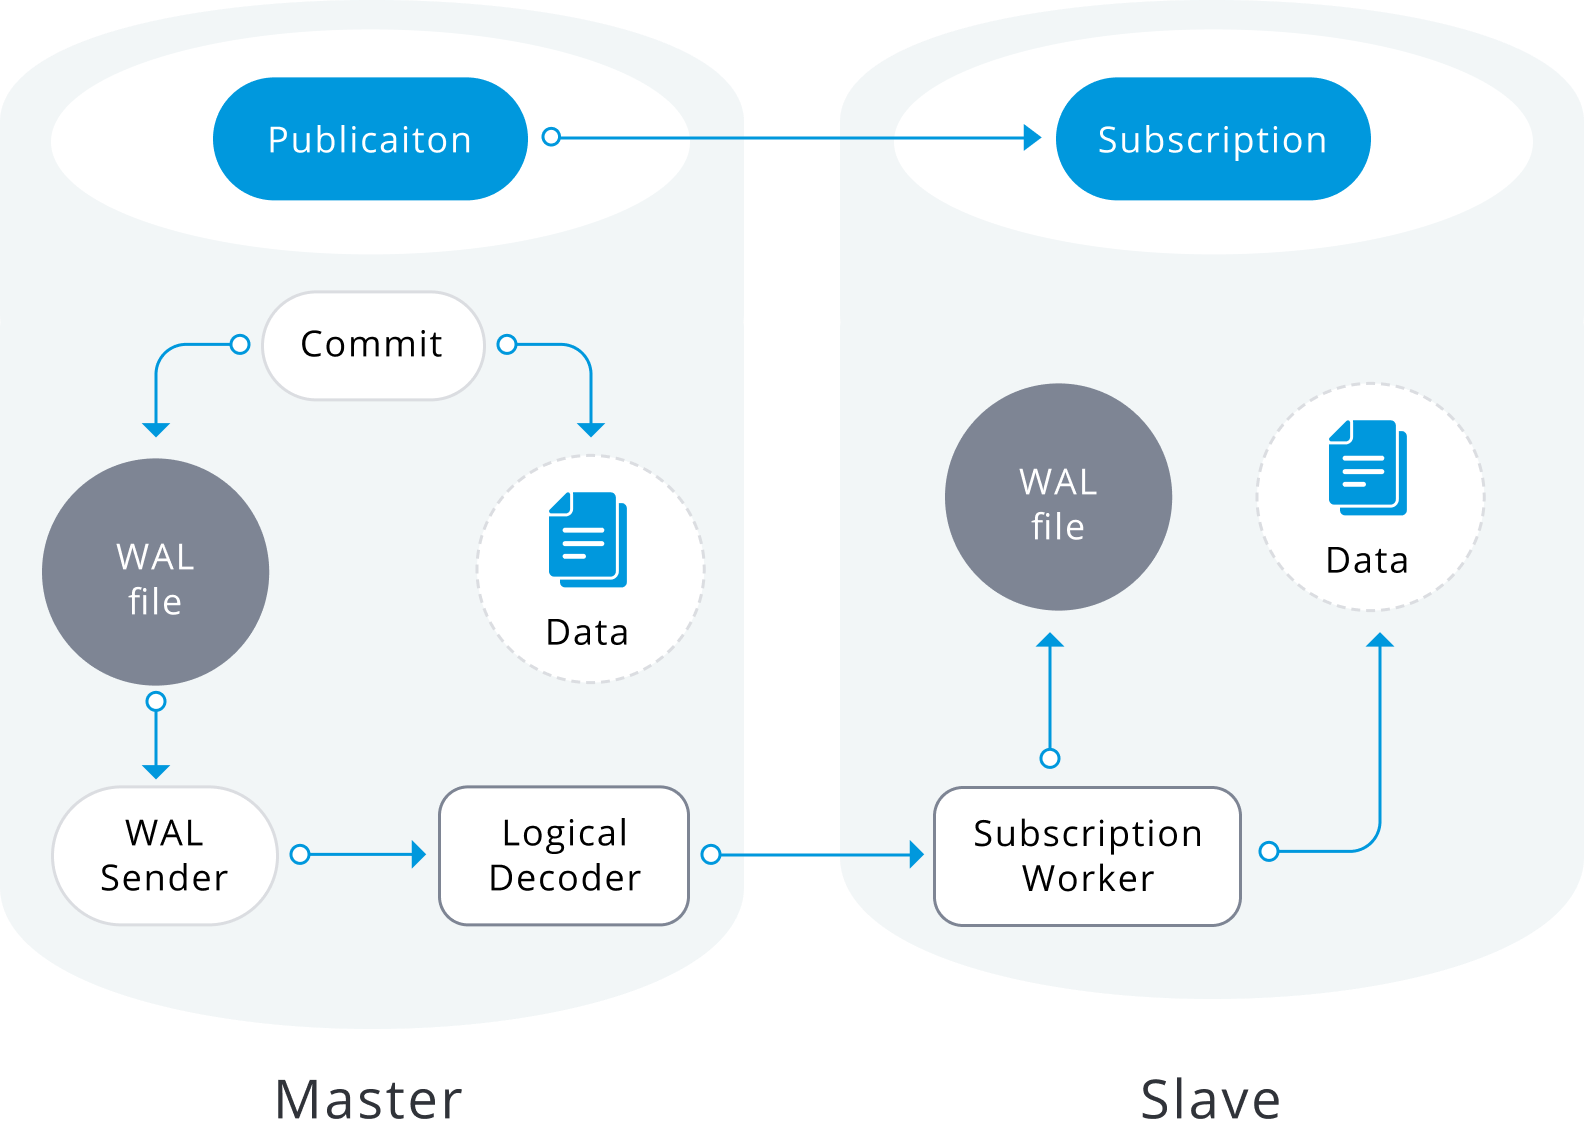 Publicaiton
Subscription
Commit
WAL
file
Data
WAL
file
Data
WAL
Sender
Logical
Decoder
Subscription
Worker
Master
Slave